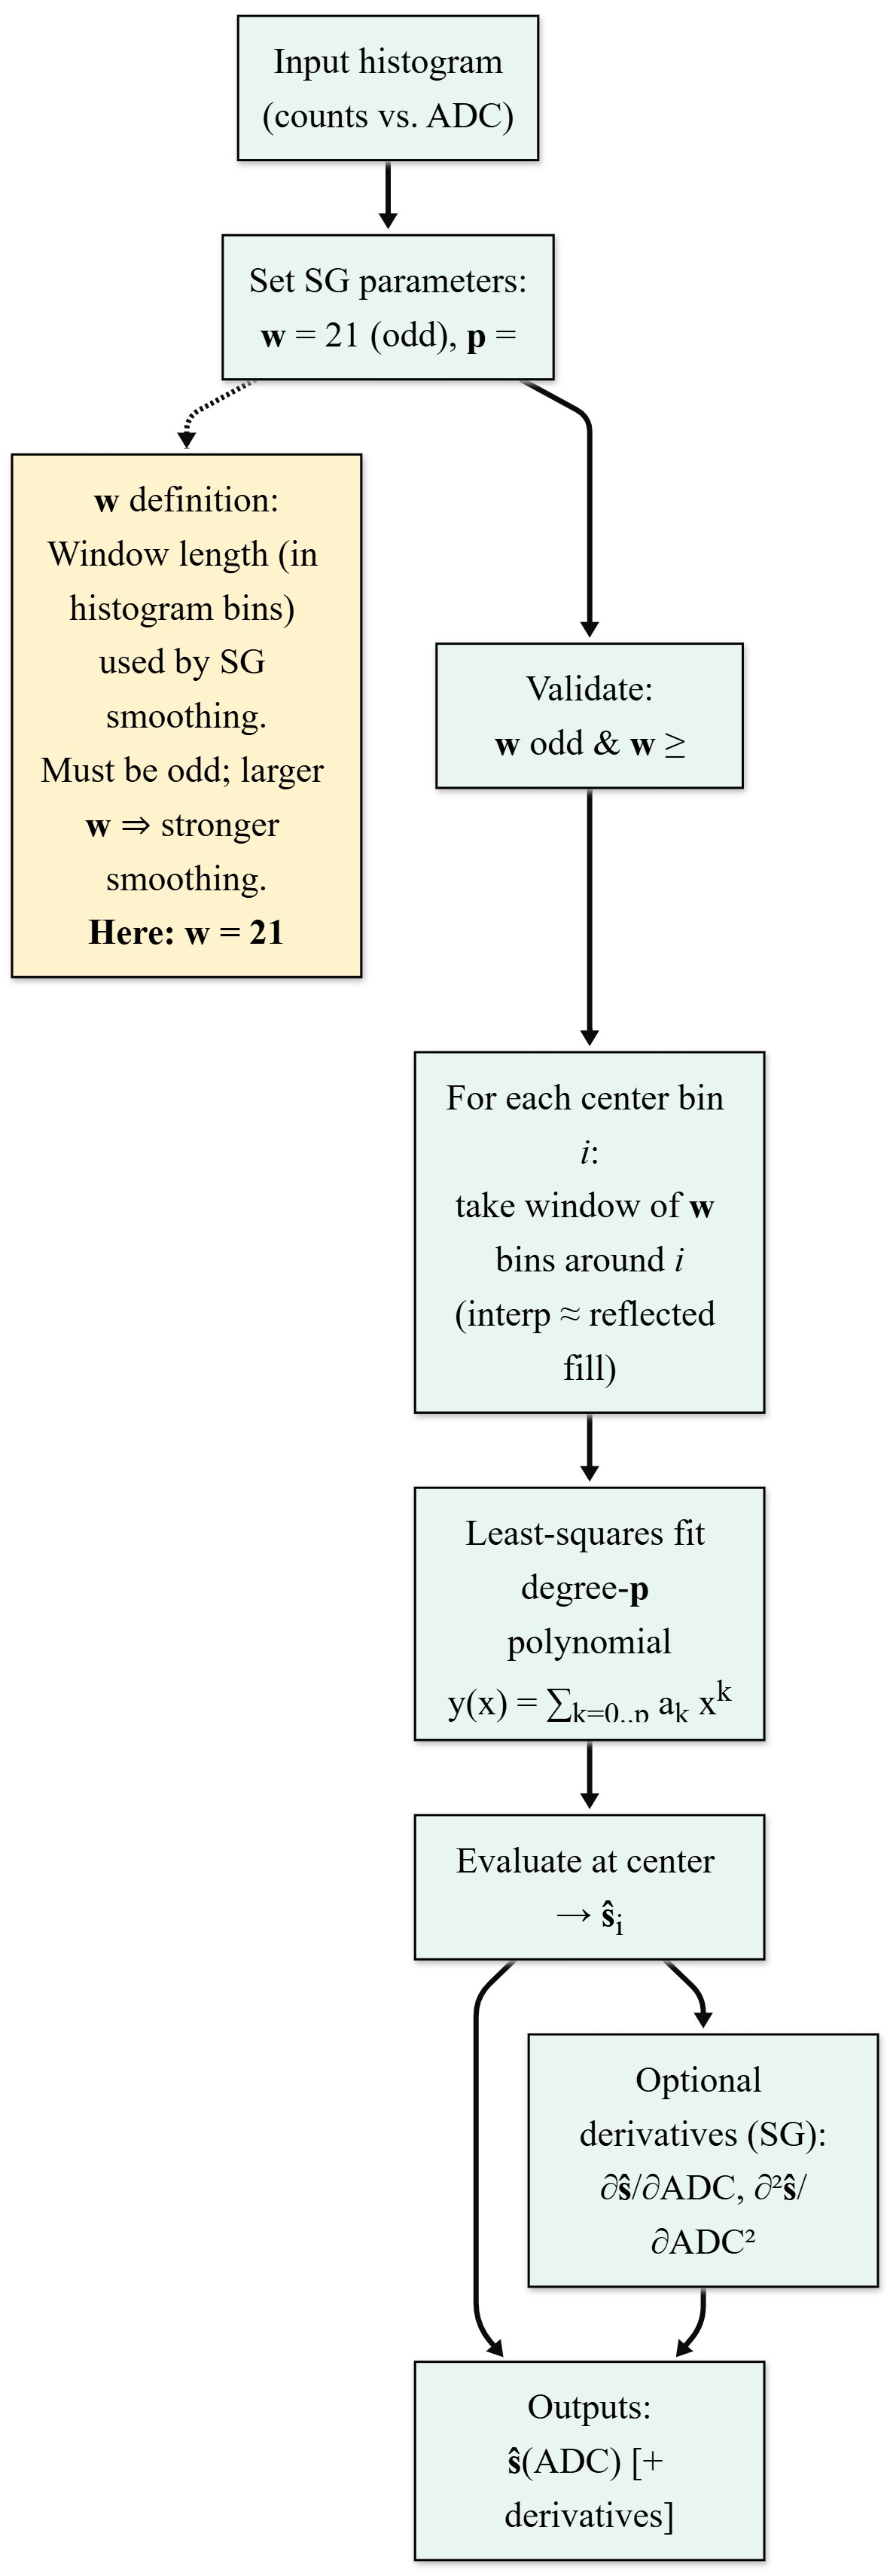 Input histogram
(counts vs. ADC)
Set SG parameters:
w = 21 (odd), p =
w definition:
Window length (in
histogram bins)
used by SG
smoothing.
Must be odd; larger
w ⇒ stronger
smoothing.
Here: w = 21
Validate:
w odd & w ≥
For each center bin
i:
take window of w
bins around i
(interp ≈ reflected
fill)
Least-squares fit
degree-p
polynomial
y(x) = ∑k=0..p ak xk
Evaluate at center
→ ŝi
Optional
derivatives (SG):
∂ŝ/∂ADC, ∂²ŝ/
∂ADC²
Outputs:
ŝ(ADC) [+
derivatives]